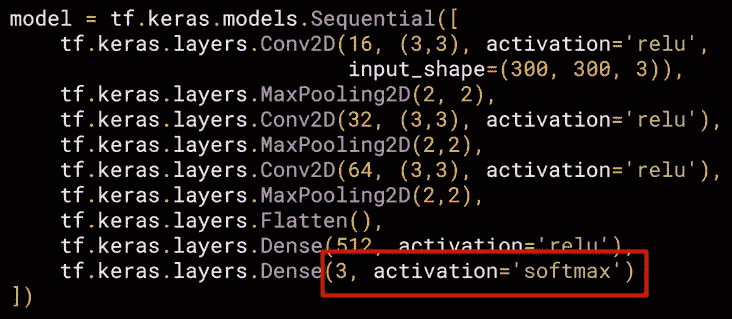 model = tf.keras.models.Sequential([
    tf.keras.layers.Conv2D(16, (3,3), activation='relu',
                           input_shape=(300, 300, 3)),
    tf.keras.layers.MaxPooling2D(2, 2),
    tf.keras.layers.Conv2D(32, (3,3), activation='relu'),
    tf.keras.layers.MaxPooling2D(2,2),
    tf.keras.layers.Conv2D(64, (3,3), activation='relu'),
    tf.keras.layers.MaxPooling2D(2,2),
    tf.keras.layers.Flatten(),
    tf.keras.layers.Dense(512, activation='relu'),
    tf.keras.layers.Dense(3, activation='softmax')
])